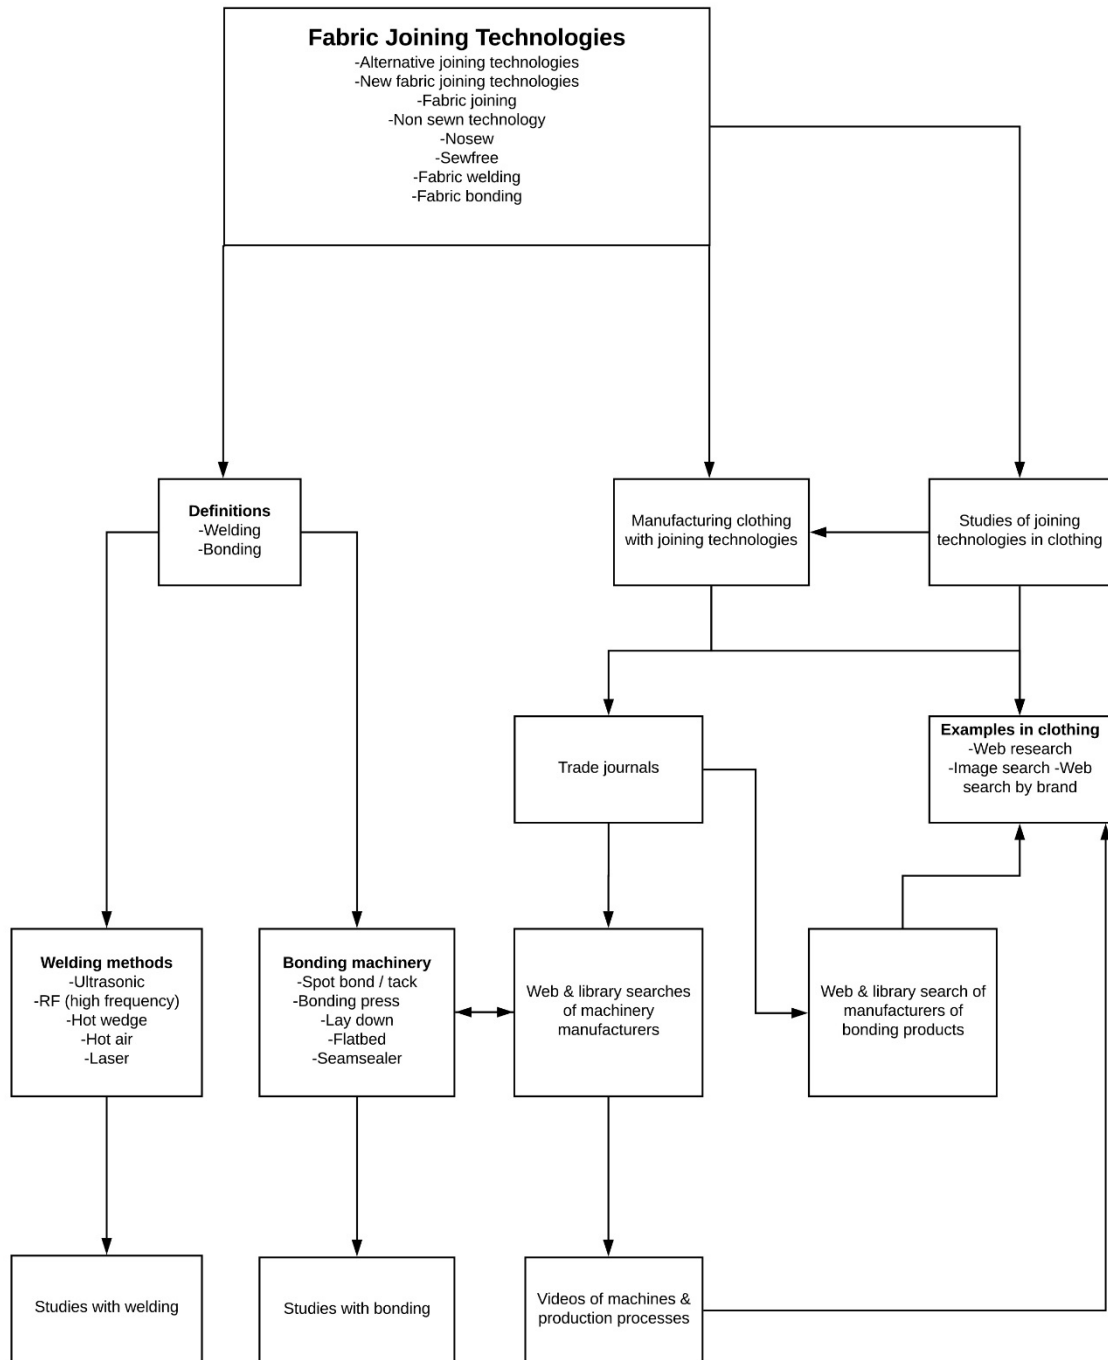 Fabric Joining Technologies
-Alternative joining technologies
-New fabric joining technologies
-Fabric joining
-Non sewn technology
-Nosew
-Sewfree
-Fabric welding
-Fabric bonding
Definitions
-Welding
-Bonding
Manufacturing clothing
with joining technologies
Studies of joining
technologies in clothing
Trade journals
Examples in clothing
-Web research
-Image search -Web
search by brand
Welding methods
-Ultrasonic
-RF (high frequency)
-Hot wedge
-Hot air
-Laser
Bonding machinery
-Spot bond / tack
-Bonding press
-Lay down
-Flatbed
-Seamsealer
Web & library searches
of machinery
manufacturers
Web & library search of
manufacturers of
bonding products
Studies with welding
Studies with bonding
Videos of machines &
production processes